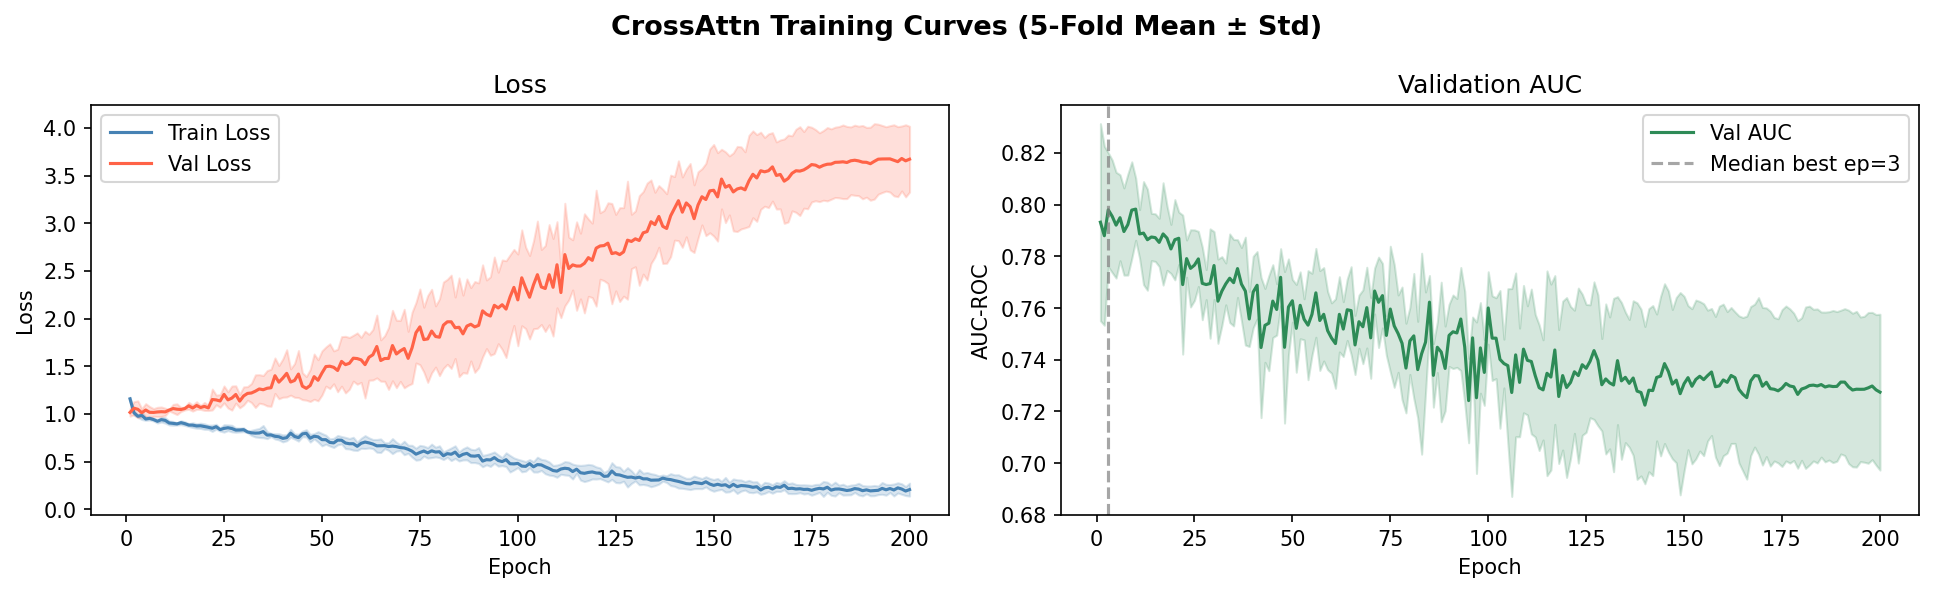 CrossAttn Training Curves (5-Fold Mean ± Std)
Loss
Train Loss
Val Loss
Loss
4.0
3.5
3.0
2.5
2.0
1.5
1.0
0.5
0.0
0 25 50 75 100 125 150 175 200
Epoch
Validation AUC
Val AUC
Median best ep=3
AUC-ROC
0.82
0.80
0.78
0.76
0.74
0.72
0.70
0.68
0 25 50 75 100 125 150 175 200
Epoch